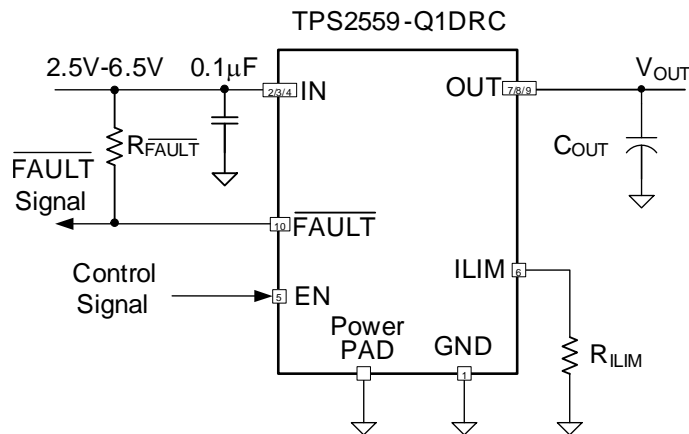 TPS2559-Q1DRC
2.5V-6.5V
0.1μF
2/3/4
IN
OUT
7/8/9
VOUT
RFAULT
COUT
FAULT
Signal
10
FAULT
ILIM
6
Control
Signal
5
EN
Power
PAD
GND
1
RILIM